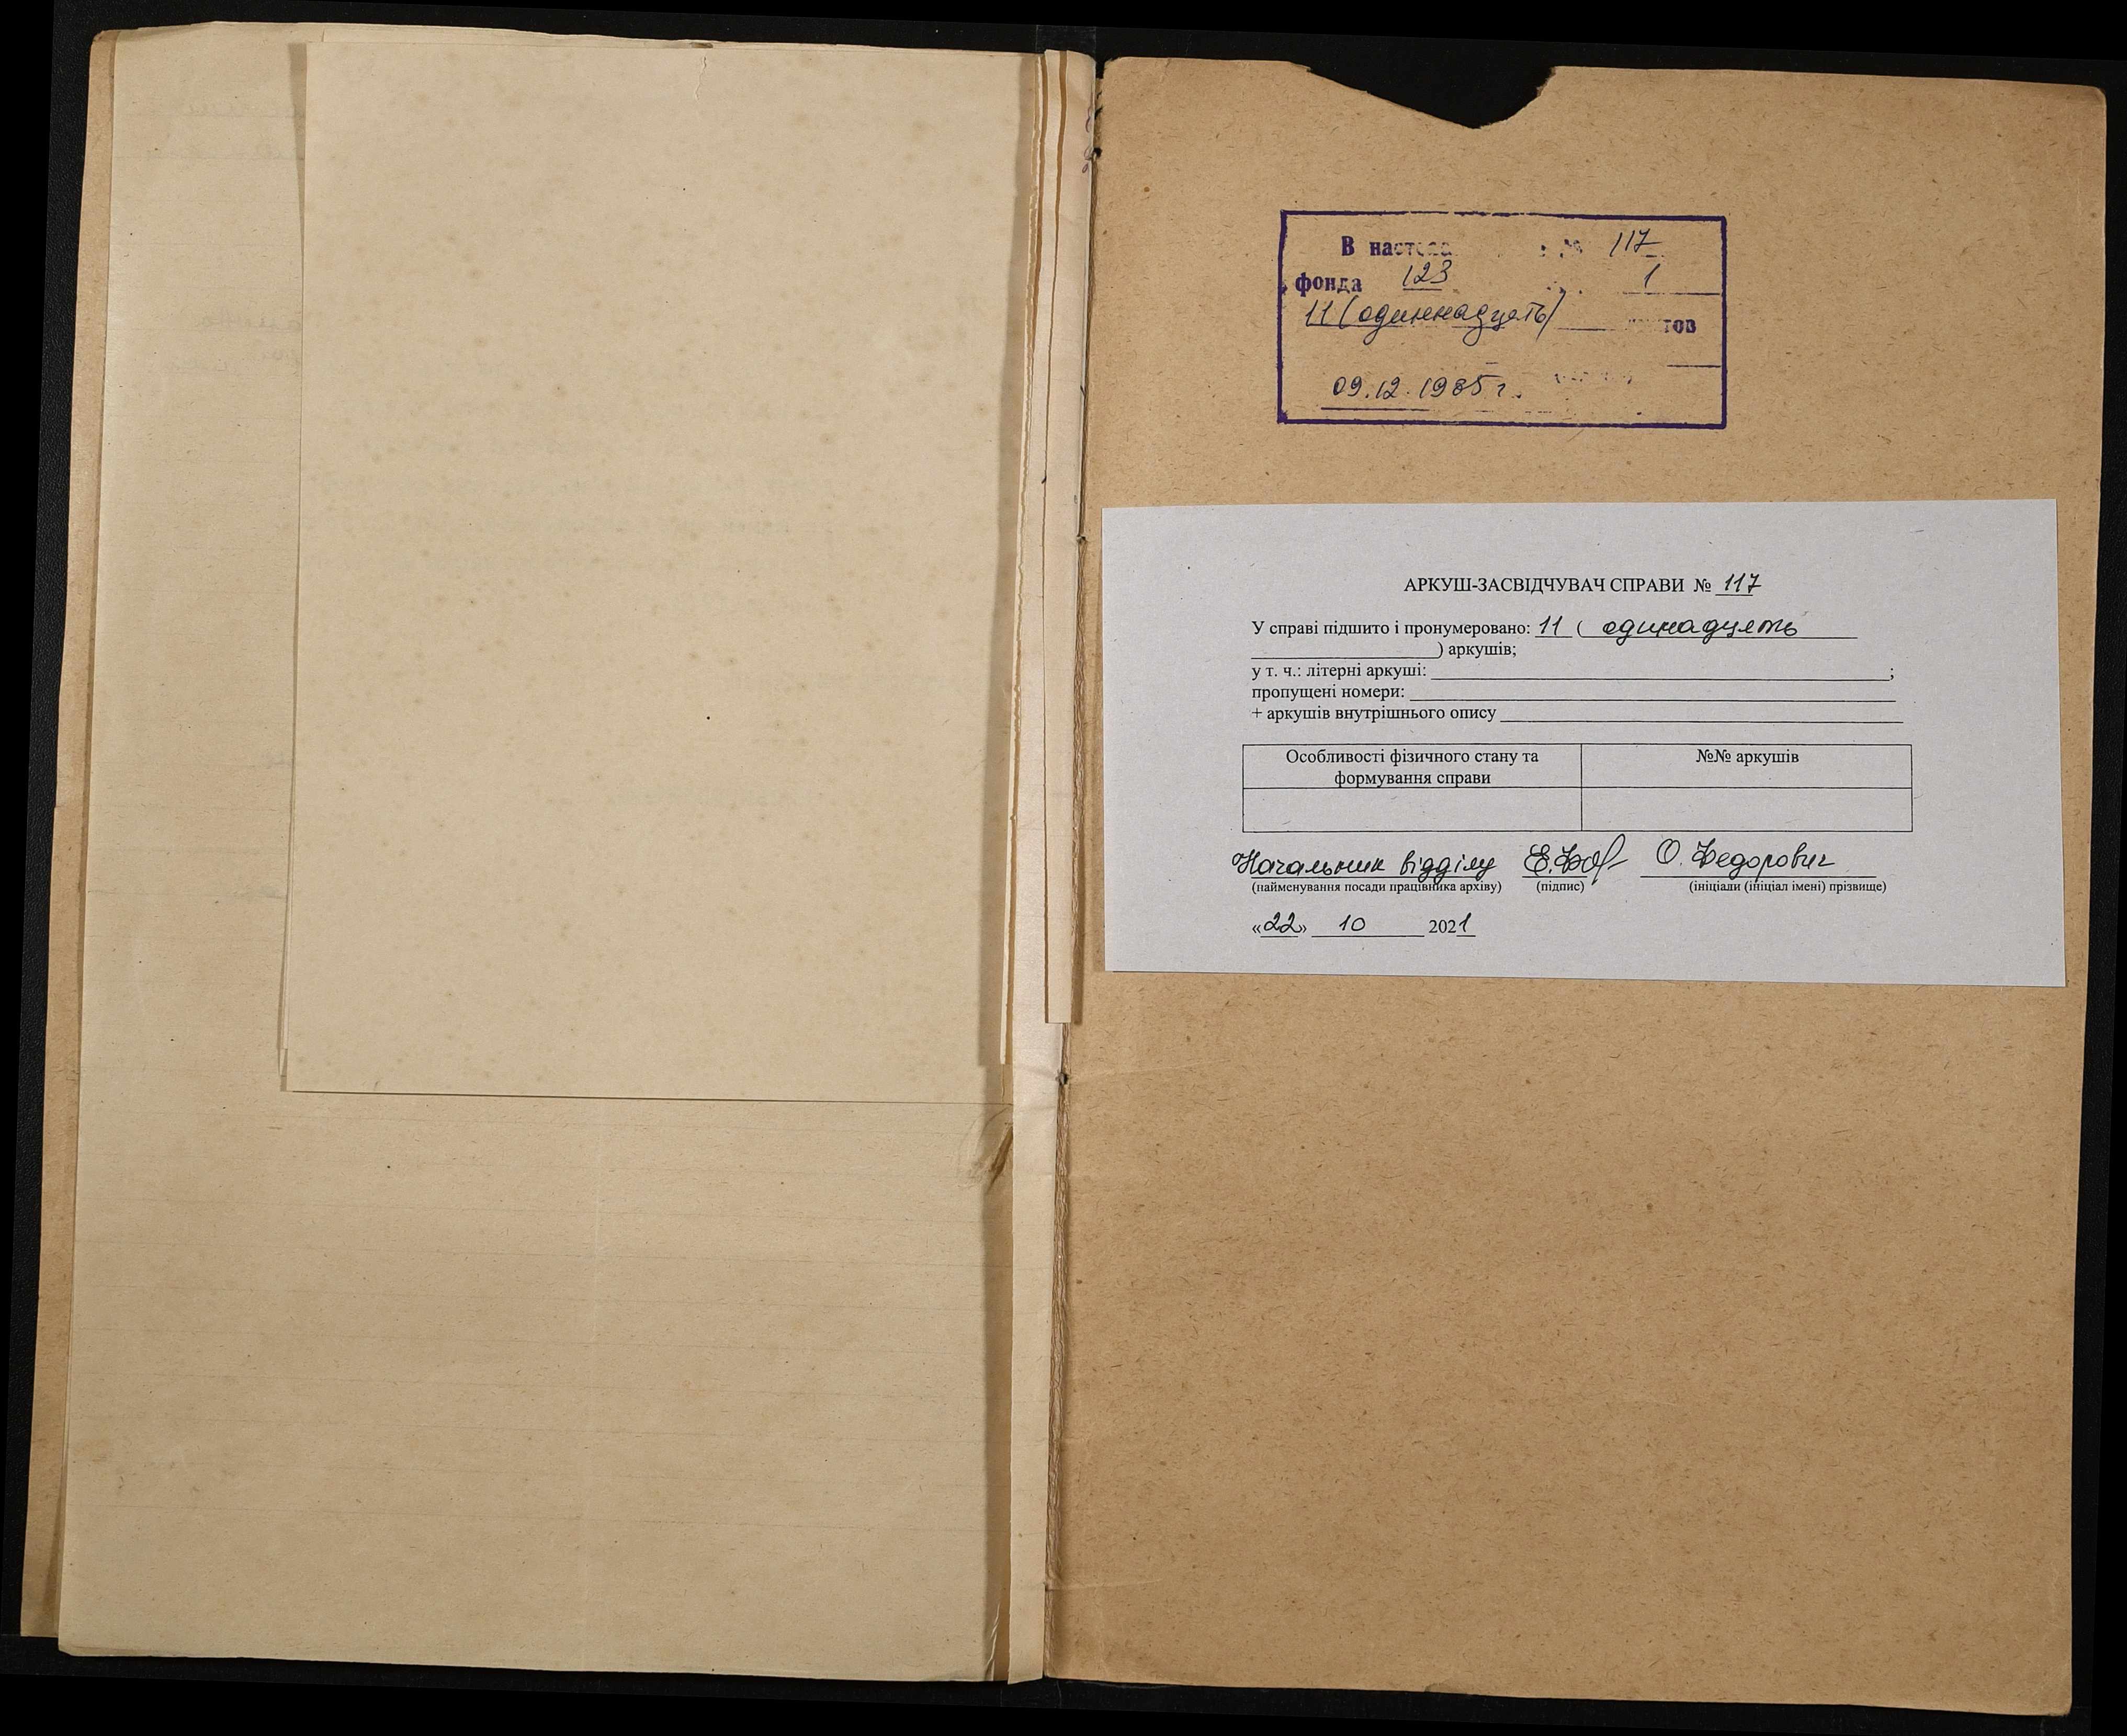 В настоя № 117
фонда 123 1
11 (одиннадцать) тов
09.12.1985 г.
АРКУШ-ЗАСВІДЧУВАЧ СПРАВИ № 117
У справі підшито і пронумеровано: 11 ( одинадцять
) аркушів;
у т. ч.: літерні аркуші: ;
пропущені номери:
+ аркушів внутрішнього опису
Особливості фізичного стану та
формування справи
№№ аркушів
Начальник відділу О. Федорович
(найменування посади працівника архіву) (підпис) (ініціали (ініціал імені) прізвище)
«22» 10 2021